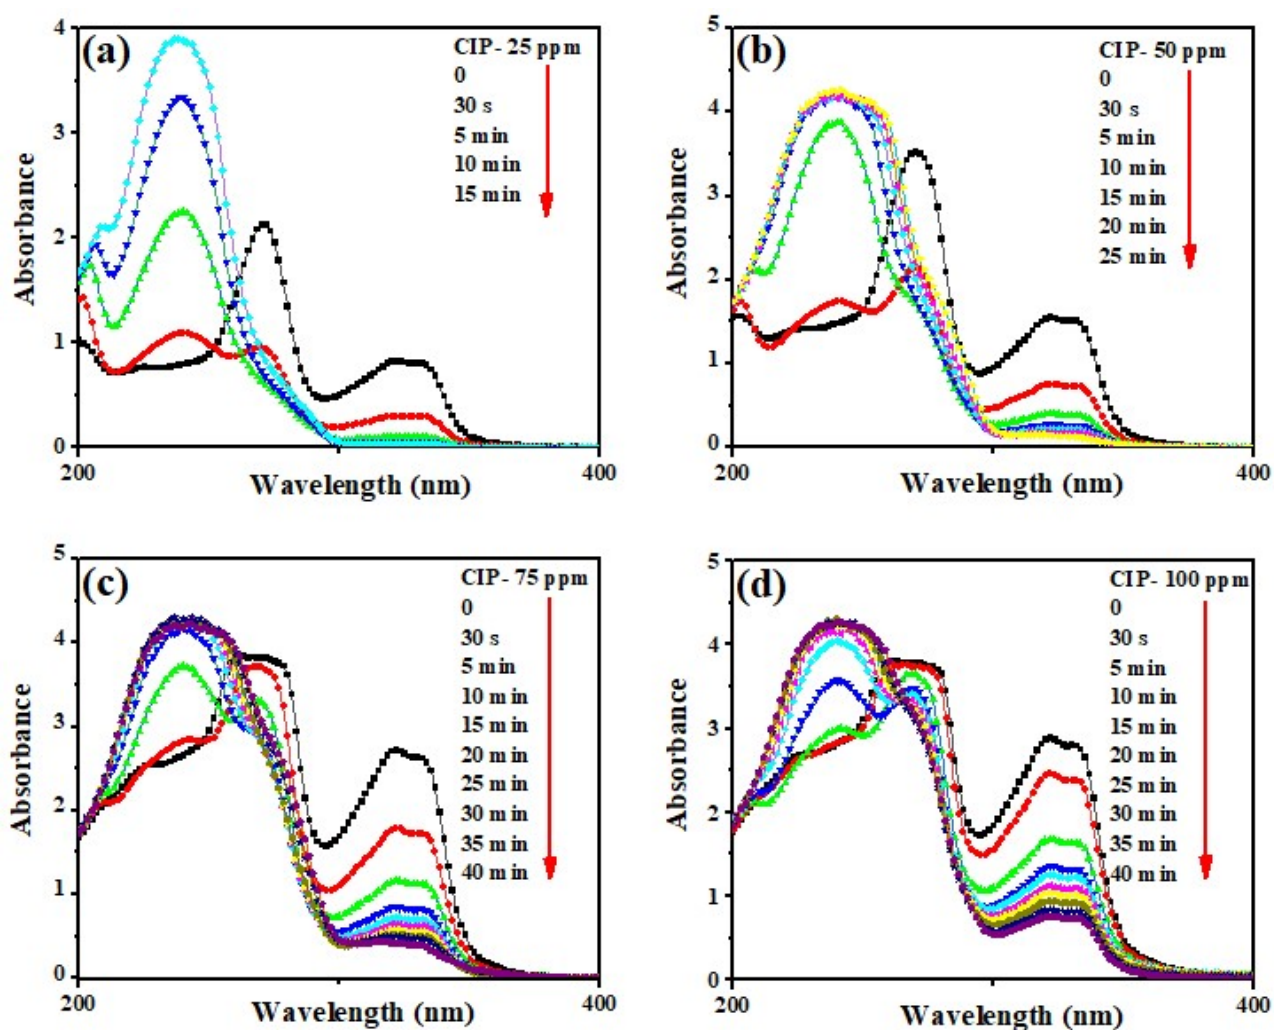 (a)
CIP- 25 ppm
0
30 s
5 min
10 min
15 min
4
3
2
1
0
Absorbance
200
400
Wavelength (nm)
(b)
CIP- 50 ppm
0
30 s
5 min
10 min
15 min
20 min
25 min
5
4
3
2
1
0
Absorbance
200
400
Wavelength (nm)
(c)
CIP- 75 ppm
0
30 s
5 min
10 min
15 min
20 min
25 min
30 min
35 min
40 min
5
4
3
2
1
0
Absorbance
200
400
Wavelength (nm)
(d)
CIP- 100 ppm
0
30 s
5 min
10 min
15 min
20 min
25 min
30 min
35 min
40 min
5
4
3
2
1
0
Absorbance
200
400
Wavelength (nm)